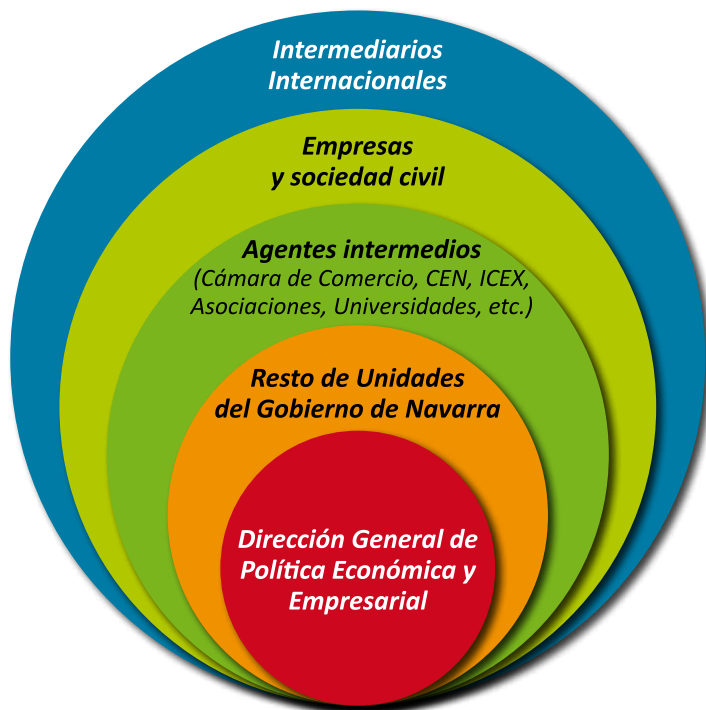 Intermediarios
Internacionales
Empresas
y sociedad civil
Agentes intermedios
(Cámara de Comercio, CEN, ICEX,
Asociaciones, Universidades, etc.)
Resto de Unidades
del Gobierno de Navarra
Dirección General de
Política Económica y
Empresarial